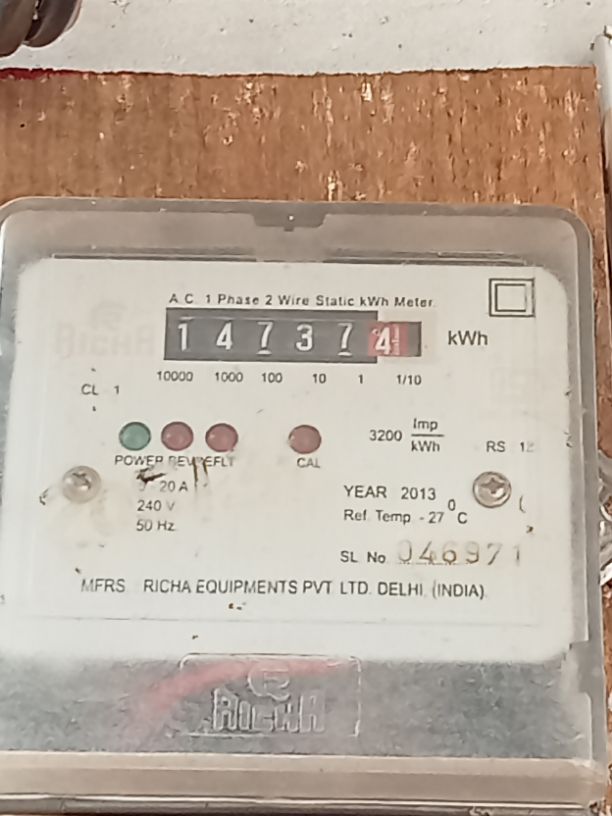 A.C. 1 Phase 2 Wire Static kWh Meter.
1 4 7 3 7 4 kWh
10000 1000 100 10 1 1/10
CL 1
3200 Imp/kWh
RS
POWER REV EFLT CAL
- 20 A
240 V
50 Hz
YEAR 2013
Ref. Temp - 27 °C
SL No 046971
MFRS RICHA EQUIPMENTS PVT. LTD. DELHI. (INDIA)
RICHA